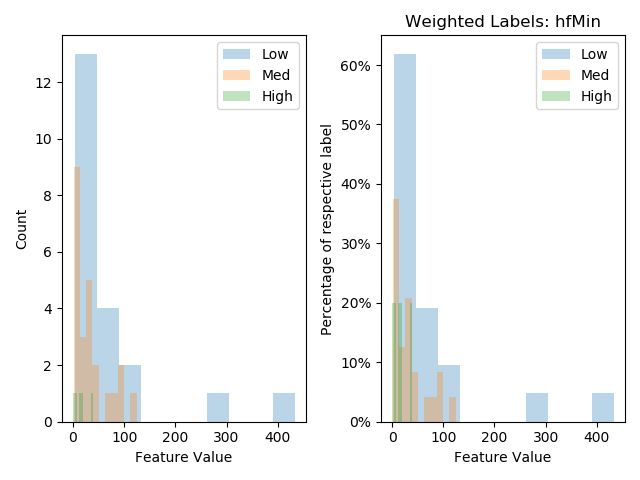 Low
Med
High
Count
12
10
8
6
4
2
0
0
100
200
300
400
Feature Value
Weighted Labels: hfMin
Low
Med
High
Percentage of respective label
60%
50%
40%
30%
20%
10%
0%
0
100
200
300
400
Feature Value